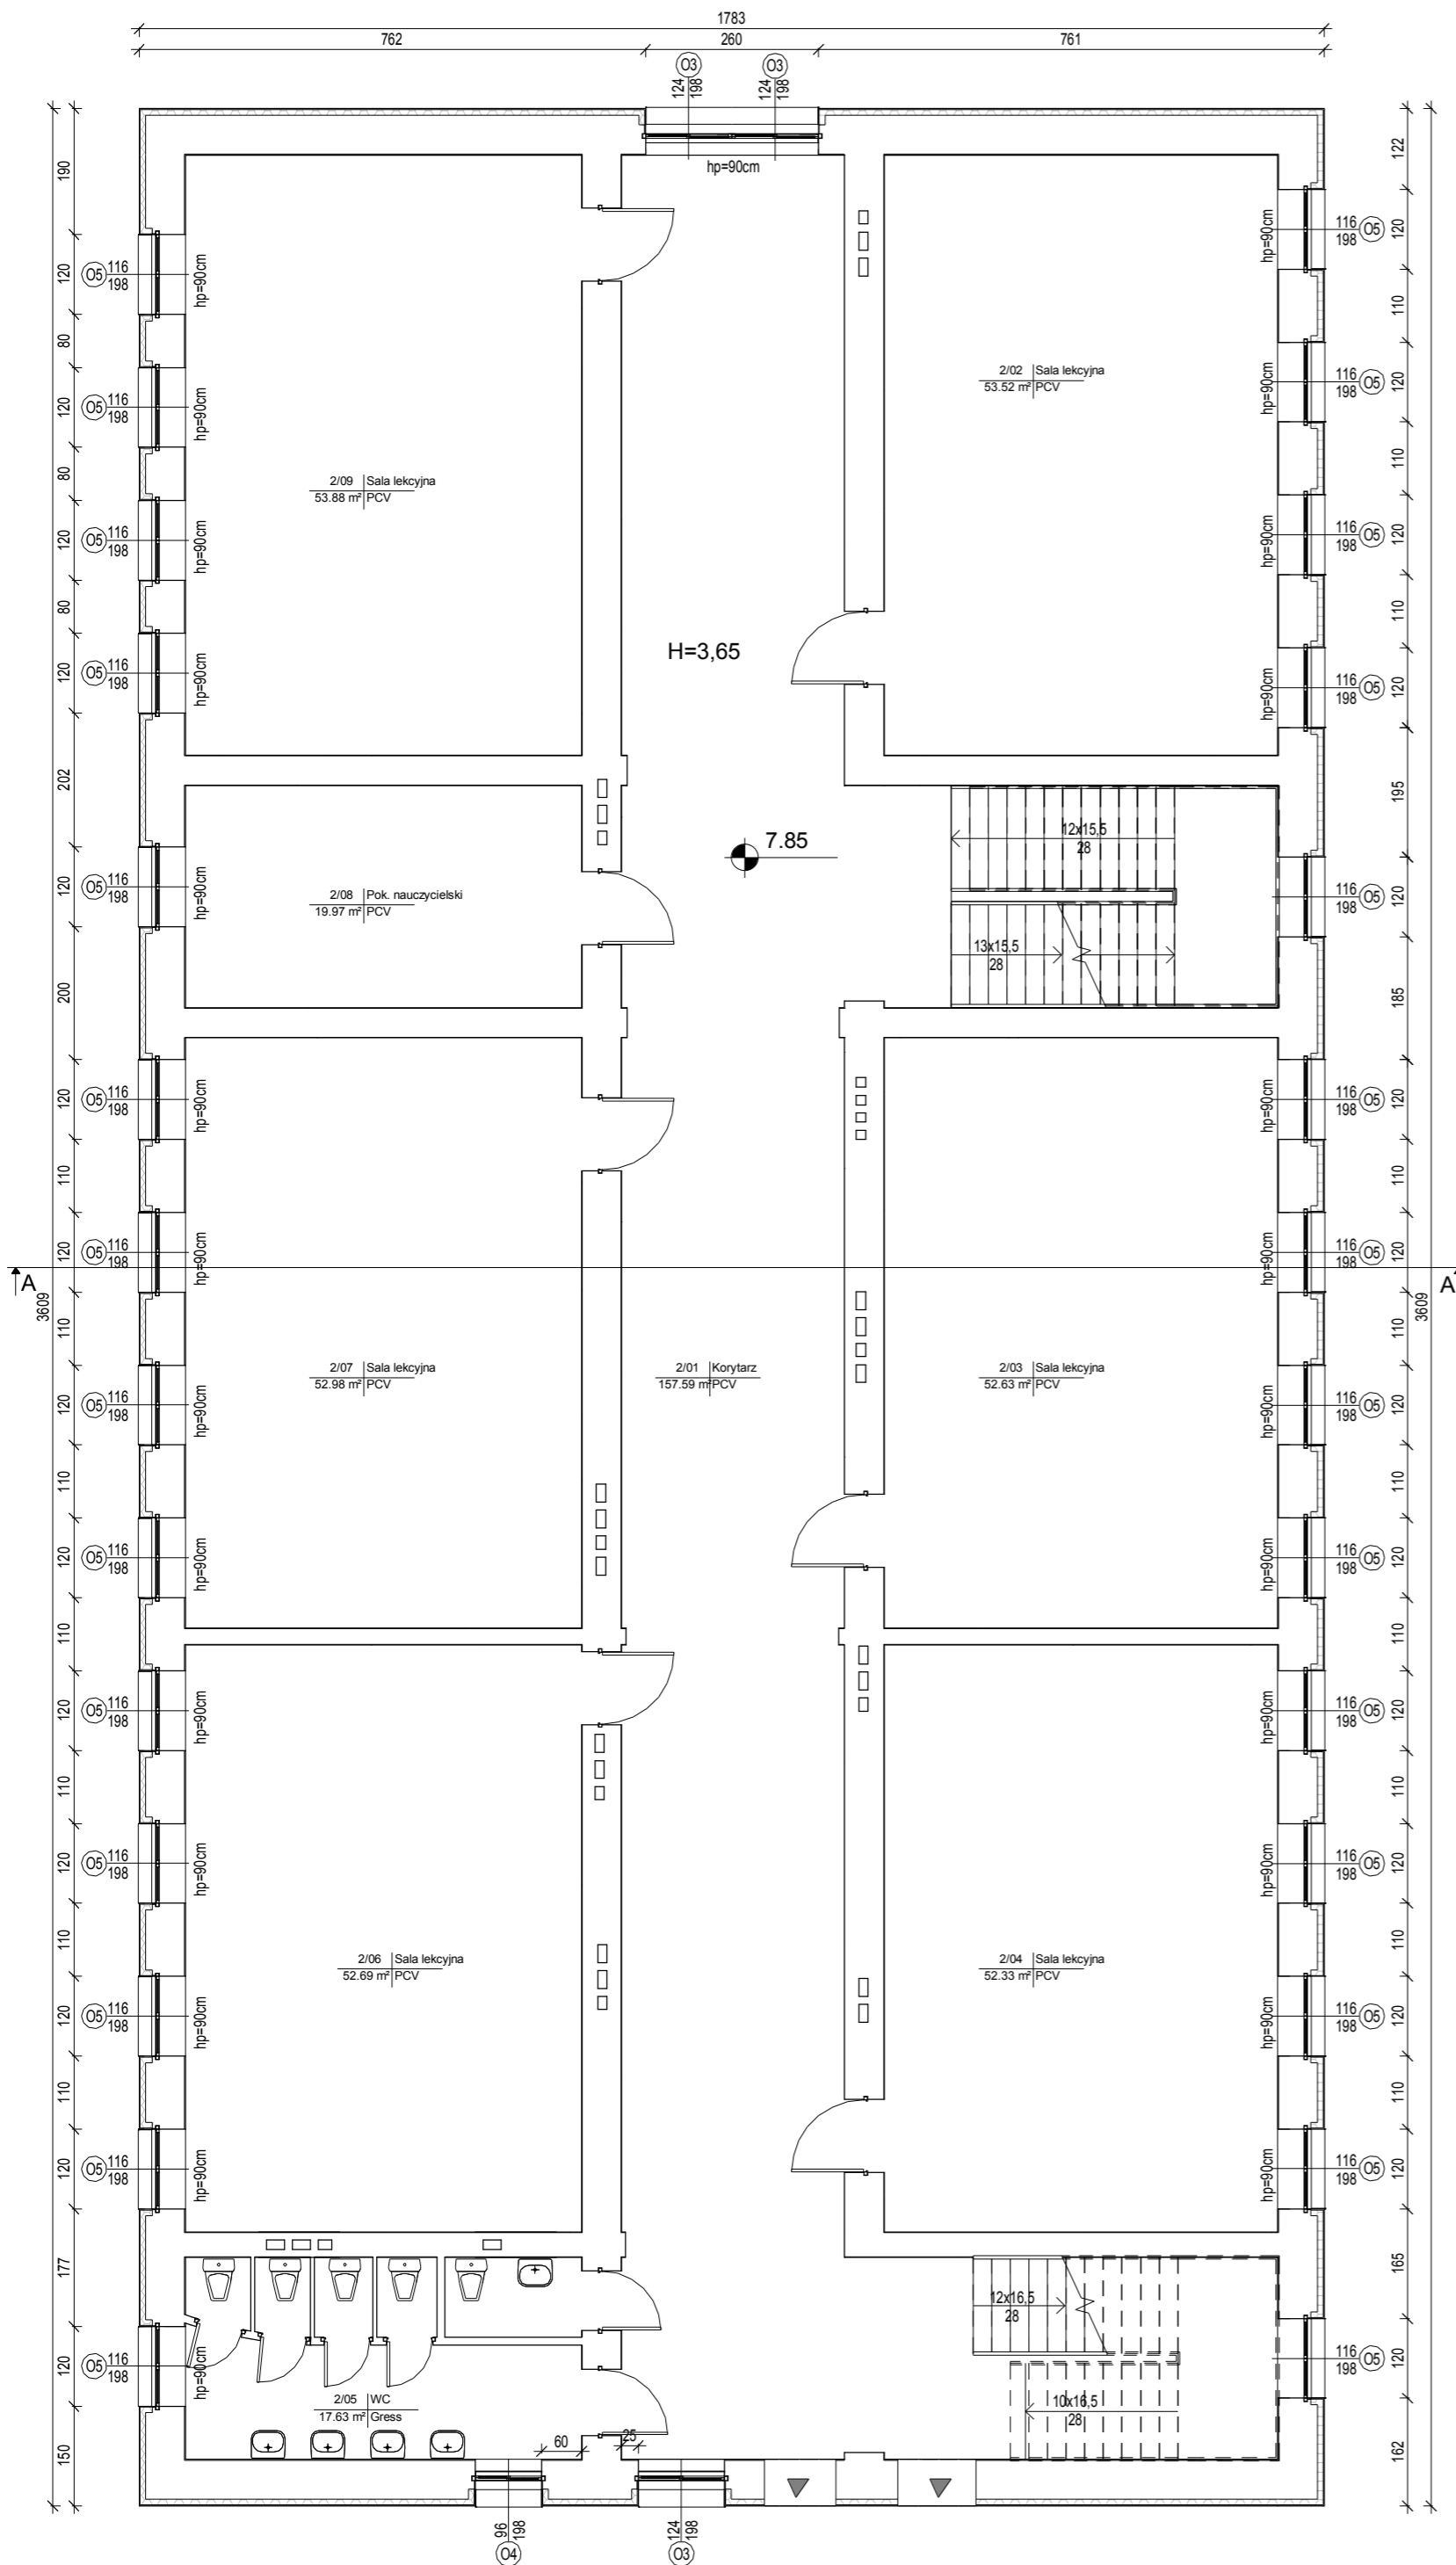 1783
762 260 761
O3 O3
124 198 124 198
hp=90cm
190
122
hp=90cm 116 198 O5 120
O5 116 198 hp=90cm 120
110
80
2/02 Sala lekcyjna
53.52 m² PCV
hp=90cm 116 198 O5 120
O5 116 198 hp=90cm 120
110
80
2/09 Sala lekcyjna
53.88 m² PCV
hp=90cm 116 198 O5 120
O5 116 198 hp=90cm 120
110
80
H=3,65
O5 116 198 hp=90cm 120
hp=90cm 116 198 O5 120
202
195
12x15,5
28
7.85
120 O5 116 198 hp=90cm
2/08 Pok. nauczycielski
19.97 m² PCV
116 198 O5 120
13x15,5
28
200
185
120 O5 116 198 hp=90cm
hp=90cm 116 198 O5 120
110
110
120 O5 116 198 hp=90cm
hp=90cm 116 198 O5 120
A
A
3609
3609
110
110
2/07 Sala lekcyjna
52.98 m² PCV
2/01 Korytarz
157.59 m² PCV
2/03 Sala lekcyjna
52.63 m² PCV
120 O5 116 198 hp=90cm
hp=90cm 116 198 O5 120
110
110
120 O5 116 198 hp=90cm
hp=90cm 116 198 O5 120
110
110
120 O5 116 198 hp=90cm
hp=90cm 116 198 O5 120
110
110
120 O5 116 198 hp=90cm
hp=90cm 116 198 O5 120
110
110
2/06 Sala lekcyjna
52.69 m² PCV
2/04 Sala lekcyjna
52.33 m² PCV
120 O5 116 198 hp=90cm
hp=90cm 116 198 O5 120
110
110
120 O5 116 198 hp=90cm
hp=90cm 116 198 O5 120
177
165
12x16,5
28
120 O5 116 198 hp=90cm
116 198 O5 120
2/05 WC
17.63 m² Gress
10x16,5
28
150
60
25
162
96 198
O4
124 198
O3